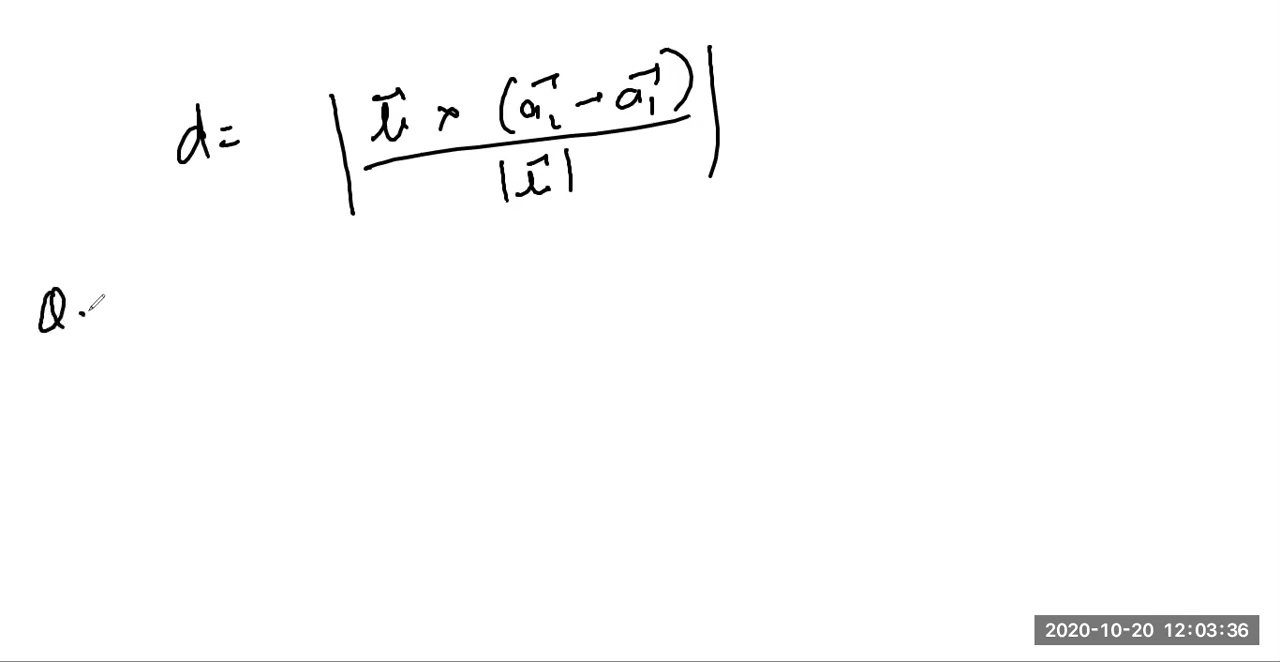 d = | b⃗ × (a⃗₂ - a⃗₁) / |b⃗| |
Q.
2020-10-20 12:03:36